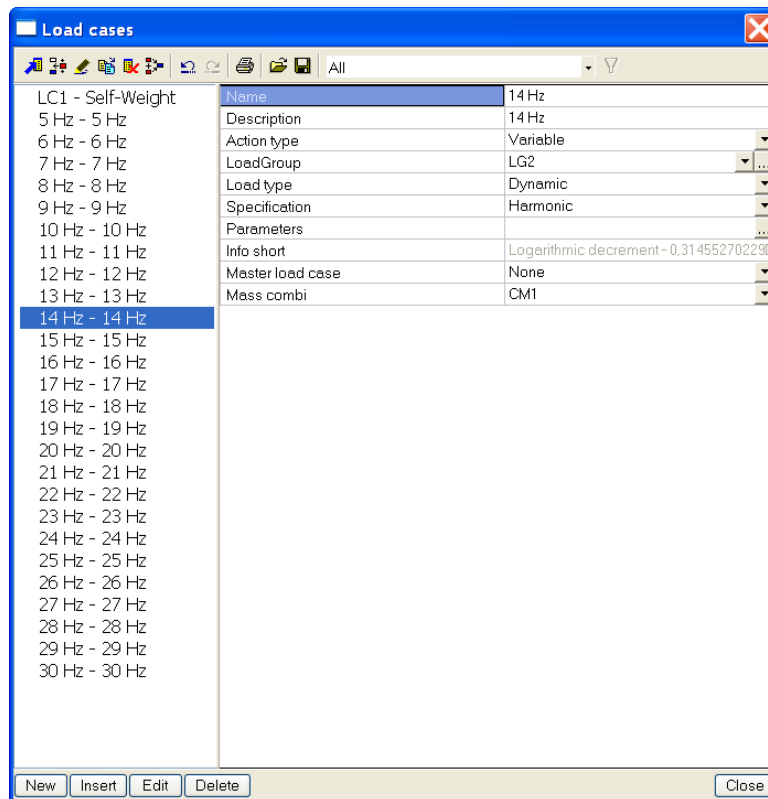 Load cases
All
LC1 - Self-Weight
5 Hz - 5 Hz
6 Hz - 6 Hz
7 Hz - 7 Hz
8 Hz - 8 Hz
9 Hz - 9 Hz
10 Hz - 10 Hz
11 Hz - 11 Hz
12 Hz - 12 Hz
13 Hz - 13 Hz
14 Hz - 14 Hz
15 Hz - 15 Hz
16 Hz - 16 Hz
17 Hz - 17 Hz
18 Hz - 18 Hz
19 Hz - 19 Hz
20 Hz - 20 Hz
21 Hz - 21 Hz
22 Hz - 22 Hz
23 Hz - 23 Hz
24 Hz - 24 Hz
25 Hz - 25 Hz
26 Hz - 26 Hz
27 Hz - 27 Hz
28 Hz - 28 Hz
29 Hz - 29 Hz
30 Hz - 30 Hz
Name 14 Hz
Description 14 Hz
Action type Variable
LoadGroup LG2 ...
Load type Dynamic
Specification Harmonic
Parameters ...
Info short Logarithmic decrement - 0,31455270229
Master load case None
Mass combi CM1
New Insert Edit Delete Close